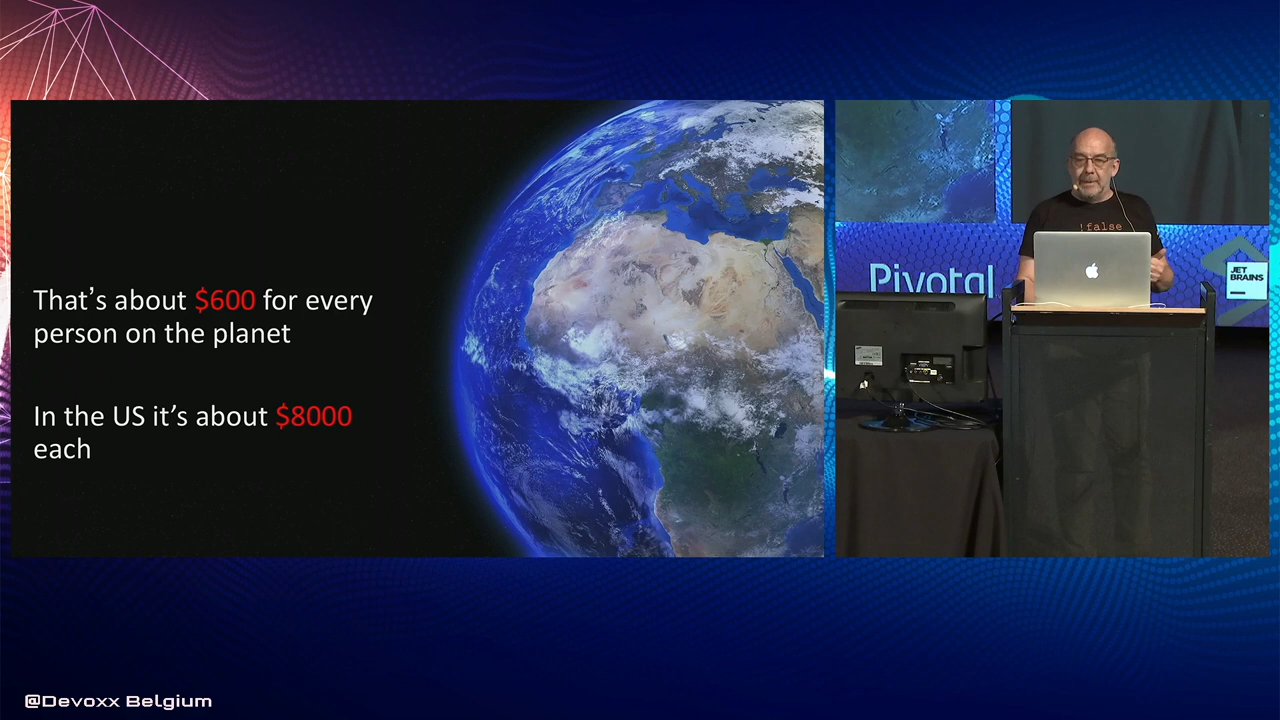 That’s about $600 for every
person on the planet
In the US it’s about $8000
each
!false
Pivotal
JET
BRAINS
@Devoxx Belgium